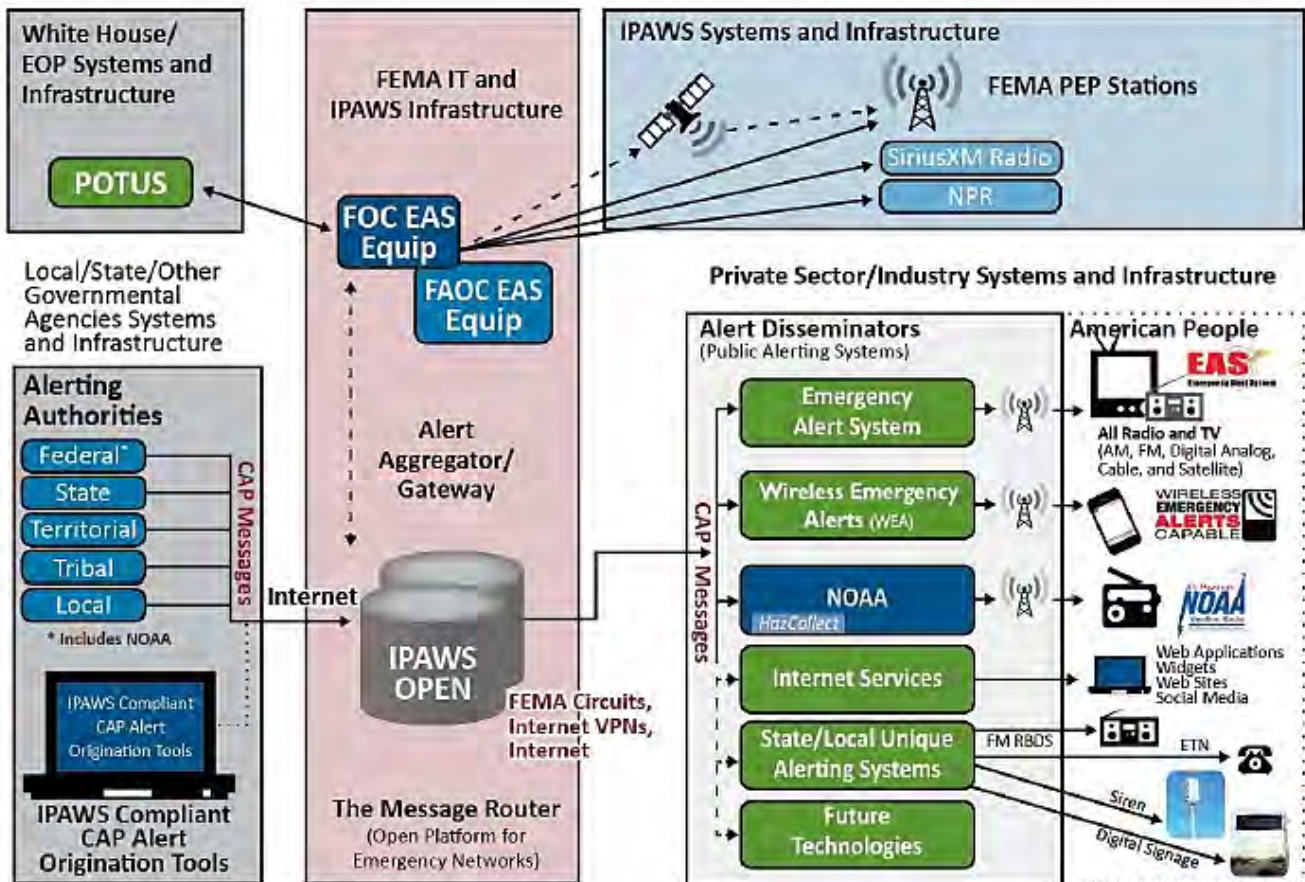 White House/
EOP Systems and
Infrastructure
POTUS
FEMA IT and
IPAWS Infrastructure
FOC EAS
Equip
FAOC EAS
Equip
IPAWS Systems and Infrastructure
FEMA PEP Stations
SiriusXM Radio
NPR
Local/State/Other
Governmental
Agencies Systems
and Infrastructure
Alerting
Authorities
Federal*
State
Territorial
Tribal
Local
* Includes NOAA
CAP Messages
Internet
IPAWS Compliant
CAP Alert
Origination Tools
IPAWS Compliant
CAP Alert
Origination Tools
Alert
Aggregator/
Gateway
IPAWS
OPEN
FEMA Circuits,
Internet VPNs,
Internet
The Message Router
(Open Platform for
Emergency Networks)
Private Sector/Industry Systems and Infrastructure
Alert Disseminators
(Public Alerting Systems)
CAP Messages
Emergency
Alert System
Wireless Emergency
Alerts (WEA)
NOAA
HazCollect
Internet Services
State/Local Unique
Alerting Systems
Future
Technologies
American People
EAS
Emergency Alert System
All Radio and TV
(AM, FM, Digital Analog,
Cable, and Satellite)
WIRELESS
EMERGENCY
ALERTS
CAPABLE
NOAA
Web Applications
Widgets
Web Sites
Social Media
FM RBDS
ETN
Siren
Digital Signage